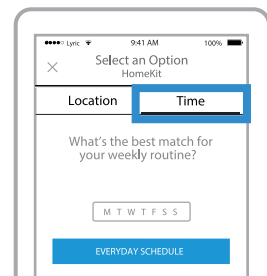 Lyric 9:41 AM 100%
Select an Option
HomeKit
Location Time
What's the best match for
your weekly routine?
M T W T F S S
EVERYDAY SCHEDULE